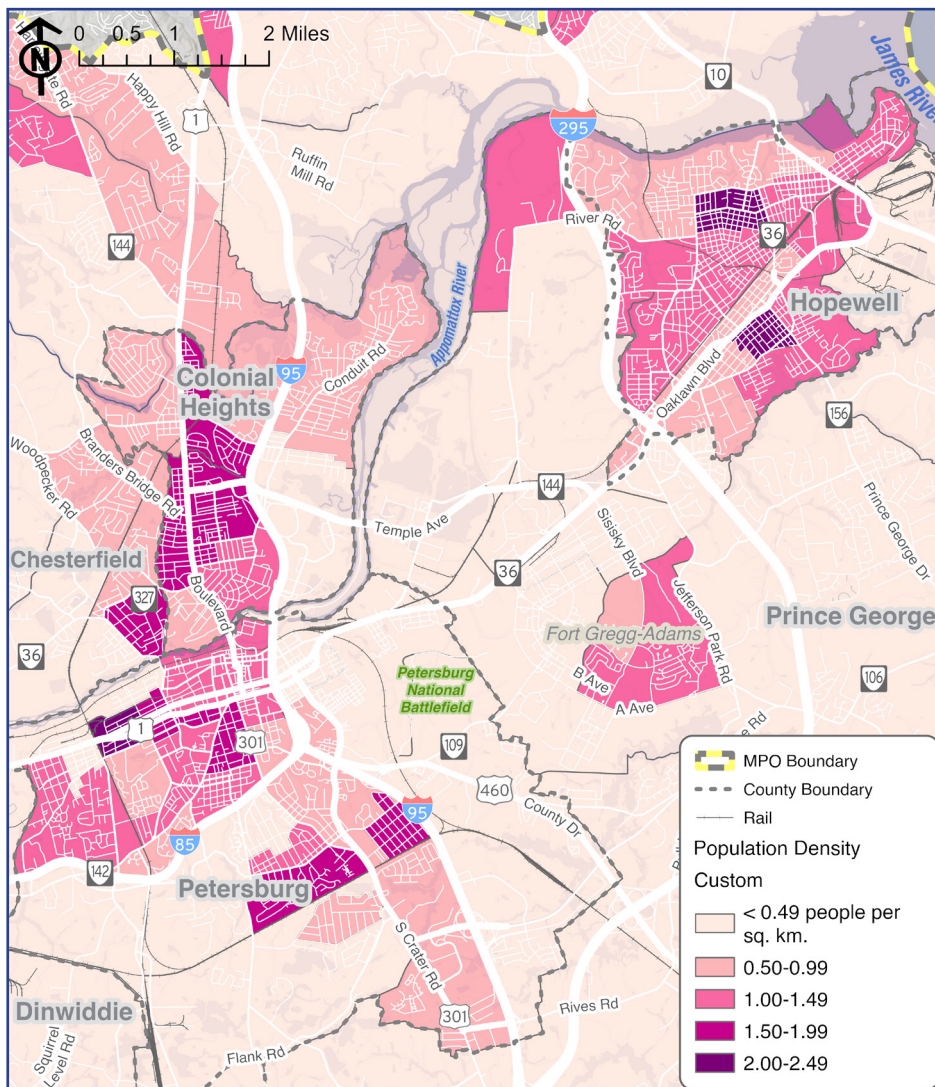 0 0.5 1 2 Miles
N
Happy Hill Rd
1
10
James River
295
Ruffin
Mill Rd
River Rd
144
36
Appomattox River
Hopewell
95
Conduit Rd
Colonial
Heights
Oaklawn Blvd
156
Woodpecker Rd
Branders Bridge Rd
144
Prince George Dr
Temple Ave
Sisisky Blvd
Chesterfield
36
327
Boulevard
Jefferson Park Rd
Prince George
Fort Gregg-Adams
36
Petersburg
National
Battlefield
B Ave
106
A Ave
1
301
109
460
County Dr
95
85
142
Petersburg
S Crater Rd
Dinwiddie
301
Rives Rd
Squirrel
Level Rd
Flank Rd
MPO Boundary
County Boundary
Rail
Population Density
Custom
< 0.49 people per
sq. km.
0.50-0.99
1.00-1.49
1.50-1.99
2.00-2.49